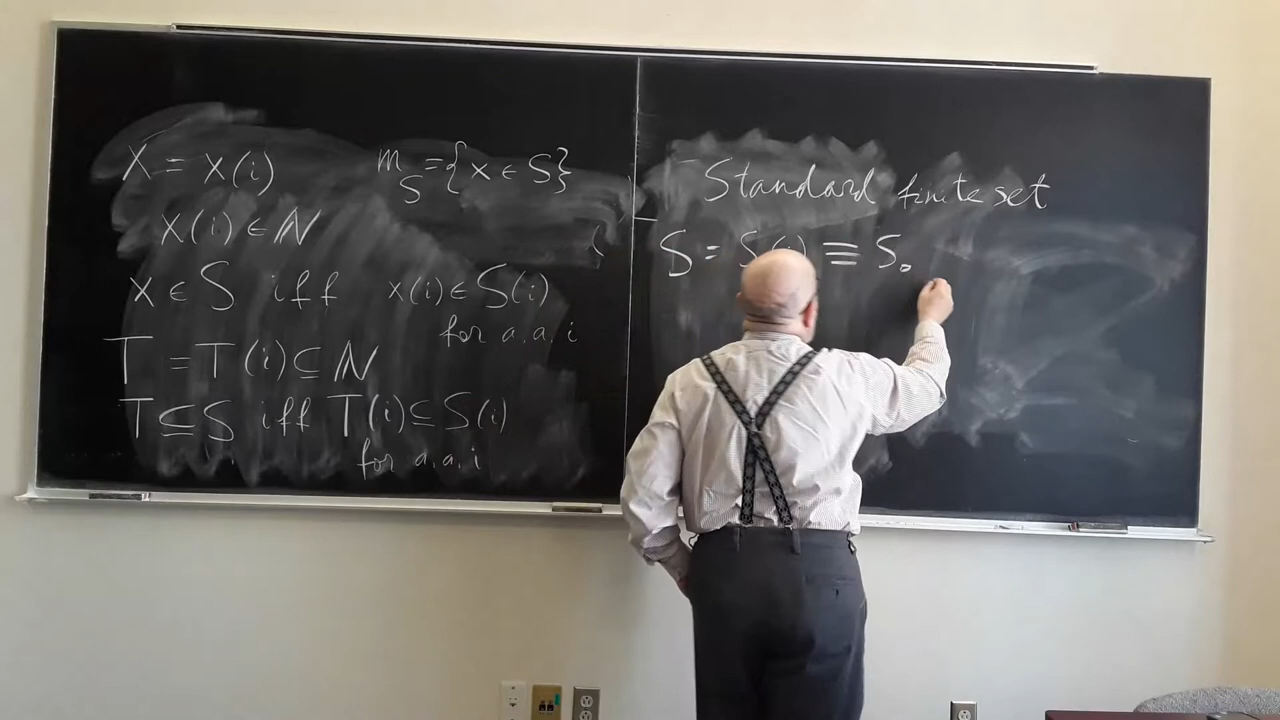 X = X(i)
X(i) ∈ ℕ
X ∈ S iff x(i) ∈ S(i)
for a.a. i
T = T(i) ⊆ ℕ
T ⊆ S iff T(i) ⊆ S(i)
for a.a. i
m_S = {x ∈ S}
Standard finite set
S = S(i) ≡ S₀